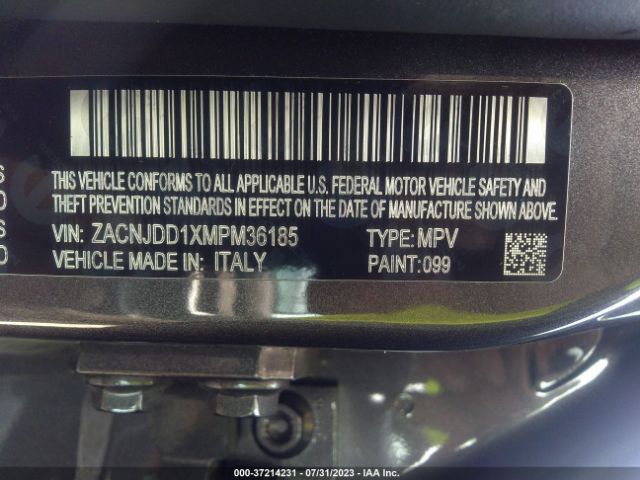 THIS VEHICLE CONFORMS TO ALL APPLICABLE U.S. FEDERAL MOTOR VEHICLE SAFETY AND
THEFT PREVENTION STANDARDS IN EFFECT ON THE DATE OF MANUFACTURE SHOWN ABOVE.
VIN: ZACNJDD1XMPM36185 TYPE: MPV
VEHICLE MADE IN: ITALY PAINT:099
000-37214231 - 07/31/2023 - IAA Inc.